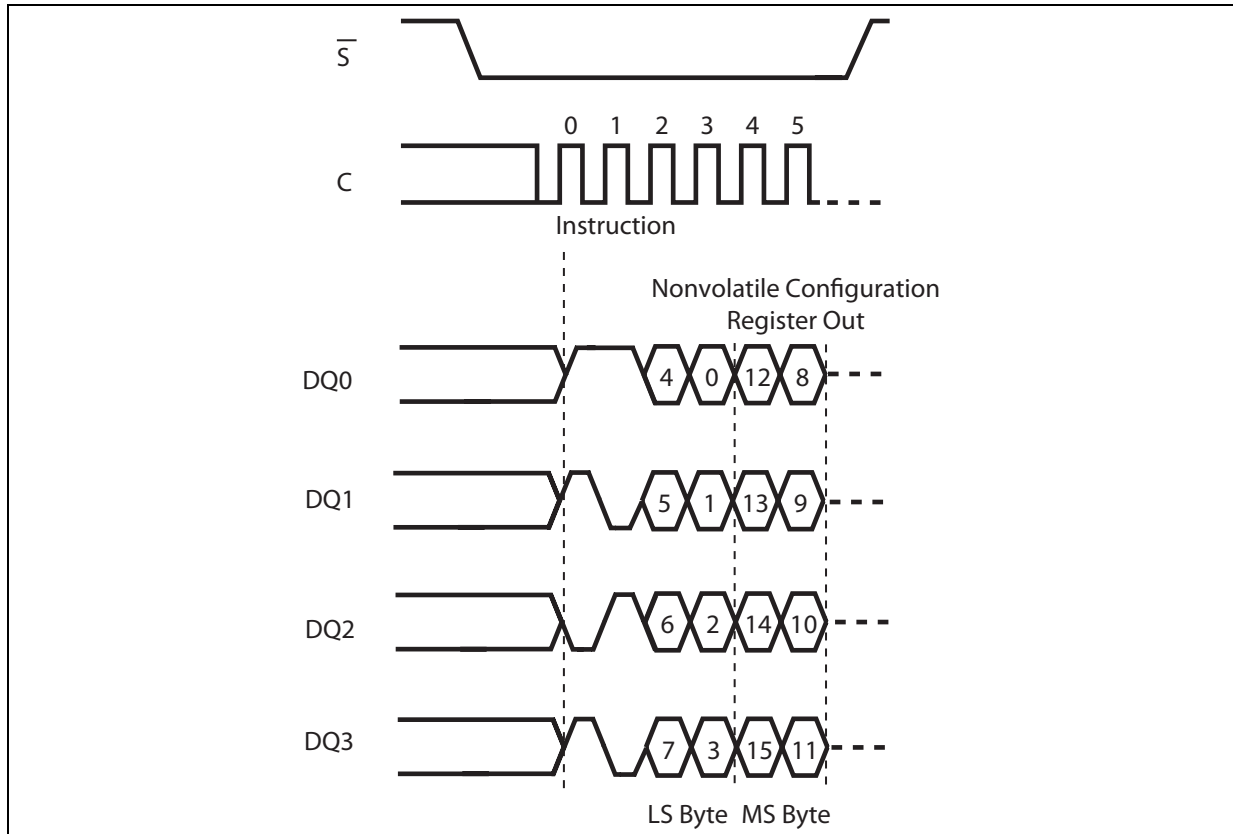 S
0 1 2 3 4 5
C
Instruction
Nonvolatile Configuration
Register Out
DQ0 4 0 12 8
DQ1 5 1 13 9
DQ2 6 2 14 10
DQ3 7 3 15 11
LS Byte MS Byte